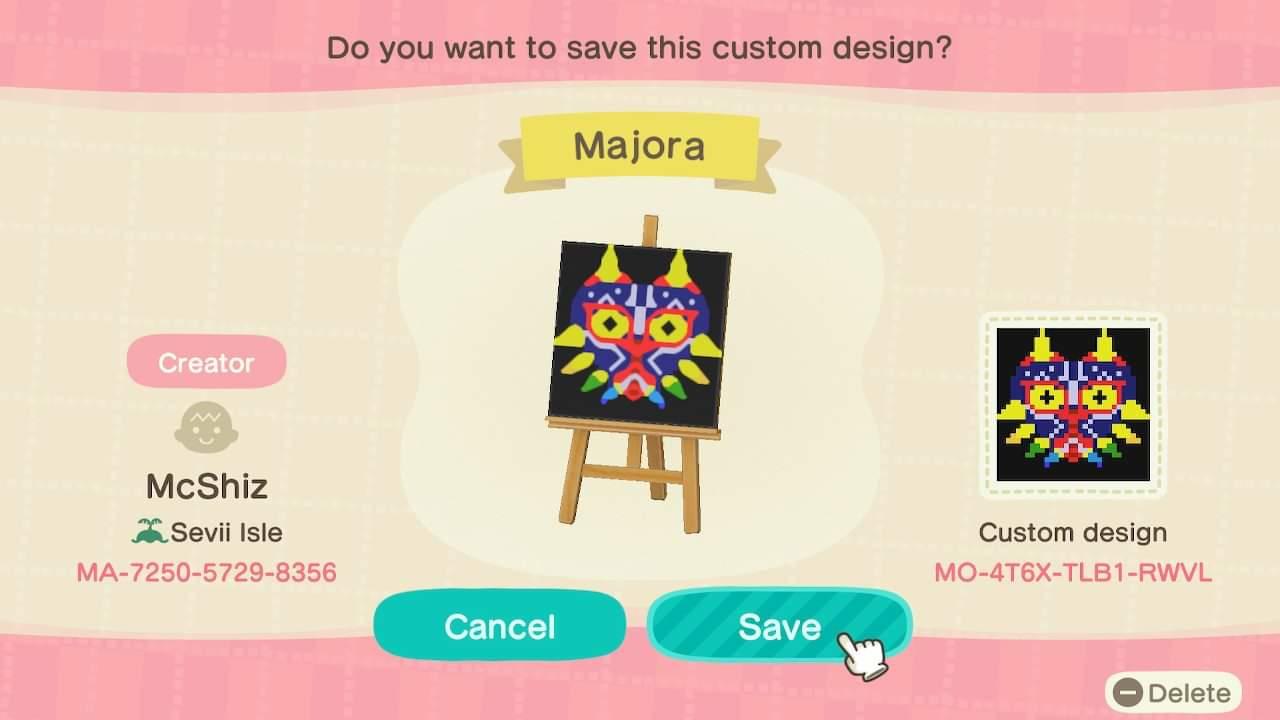 Do you want to save this custom design?
Majora
Creator
McShiz
Sevii Isle
MA-7250-5729-8356
Custom design
MO-4T6X-TLB1-RWVL
Cancel
Save
Delete